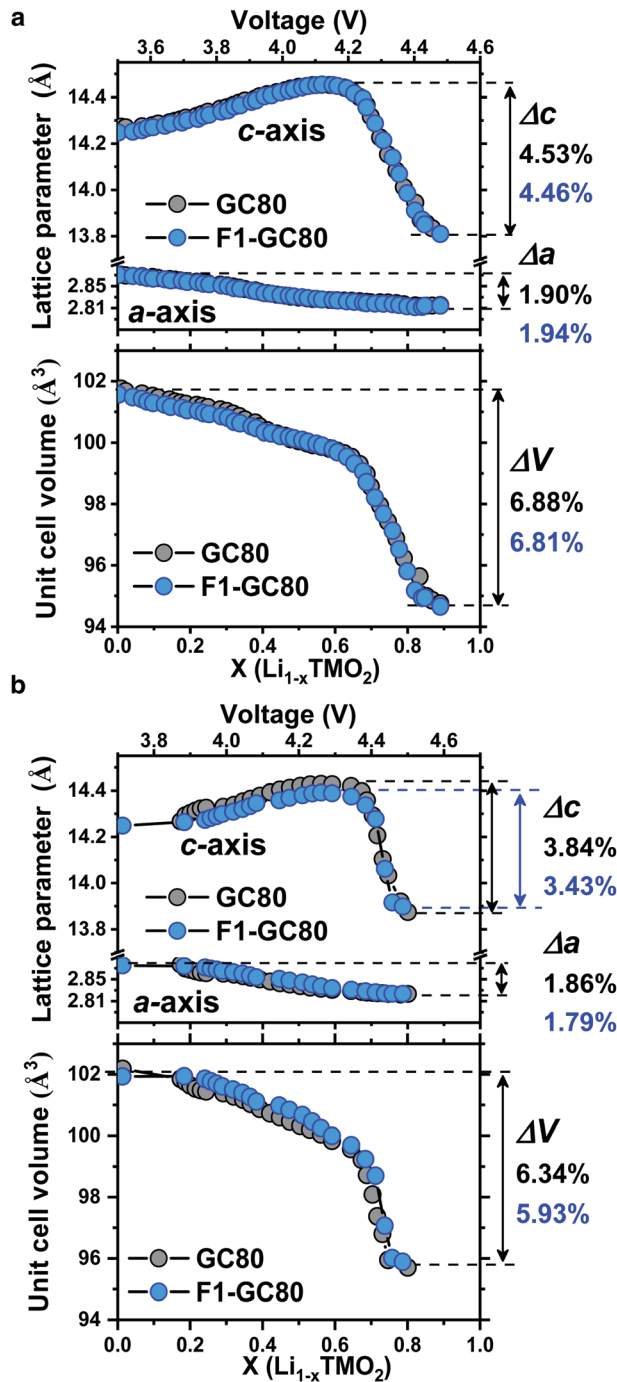 a
Voltage (V)
3.6 3.8 4.0 4.2 4.4 4.6
Lattice parameter (Å)
14.4
14.2
14.0
13.8
2.85
2.81
c-axis
GC80
F1-GC80
a-axis
Δc
4.53%
4.46%
Δa
1.90%
1.94%
Unit cell volume (Å³)
102
100
98
96
94
GC80
F1-GC80
ΔV
6.88%
6.81%
0.0 0.2 0.4 0.6 0.8 1.0
X (Li₁₋ₓTMO₂)
b
Voltage (V)
3.8 4.0 4.2 4.4 4.6
Lattice parameter (Å)
14.4
14.2
14.0
13.8
2.85
2.81
c-axis
GC80
F1-GC80
a-axis
Δc
3.84%
3.43%
Δa
1.86%
1.79%
Unit cell volume (Å³)
102
100
98
96
94
GC80
F1-GC80
ΔV
6.34%
5.93%
0.0 0.2 0.4 0.6 0.8 1.0
X (Li₁₋ₓTMO₂)